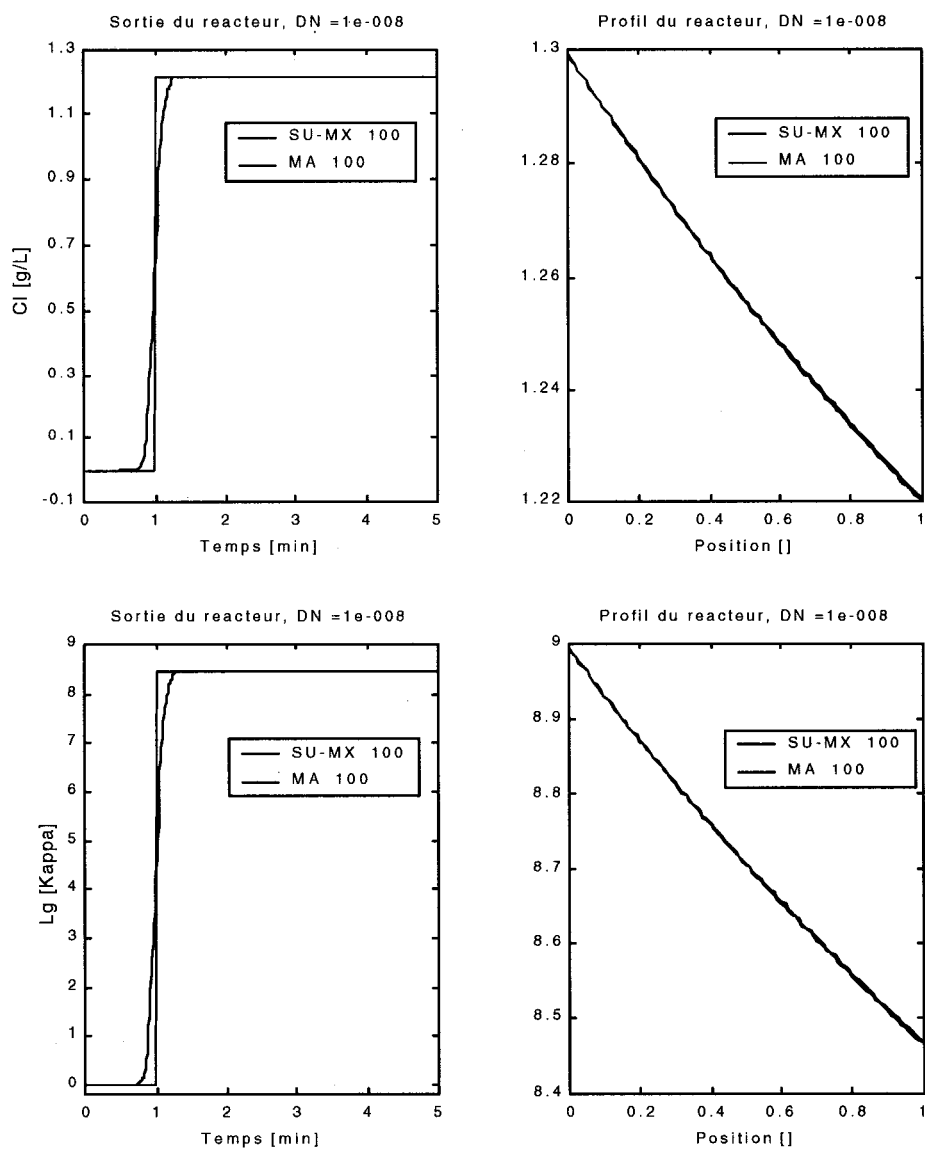 Sortie du reacteur, DN =1e-008
1.3
1.1
0.9
0.7
0.5
0.3
0.1
-0.1
Cl [g/L]
SU-MX 100
MA 100
0 1 2 3 4 5
Temps [min]
Profil du reacteur, DN =1e-008
1.3
1.28
1.26
1.24
1.22
SU-MX 100
MA 100
0 0.2 0.4 0.6 0.8 1
Position []
Sortie du reacteur, DN =1e-008
9
8
7
6
5
4
3
2
1
0
Lg [Kappa]
SU-MX 100
MA 100
0 1 2 3 4 5
Temps [min]
Profil du reacteur, DN =1e-008
9
8.9
8.8
8.7
8.6
8.5
8.4
SU-MX 100
MA 100
0 0.2 0.4 0.6 0.8 1
Position []